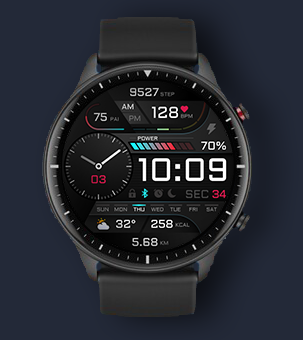 9527 STEP
AM
PM
75 PAI
128 BPM
POWER
70%
03
10:09
SEC 34
SUN MON THU TUE WED FRI SAT
32° 258 KCAL
5.68 KM